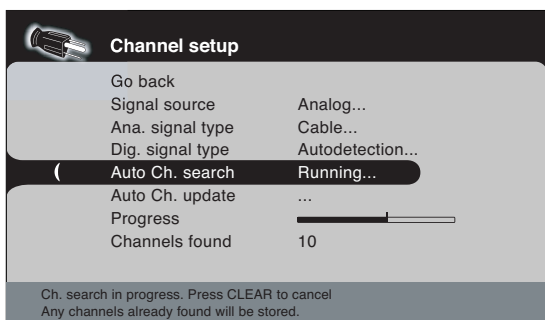 Channel setup
Go back
Signal source Analog...
Ana. signal type Cable...
Dig. signal type Autodetection...
Auto Ch. search Running...
Auto Ch. update ...
Progress
Channels found 10
Ch. search in progress. Press CLEAR to cancel
Any channels already found will be stored.